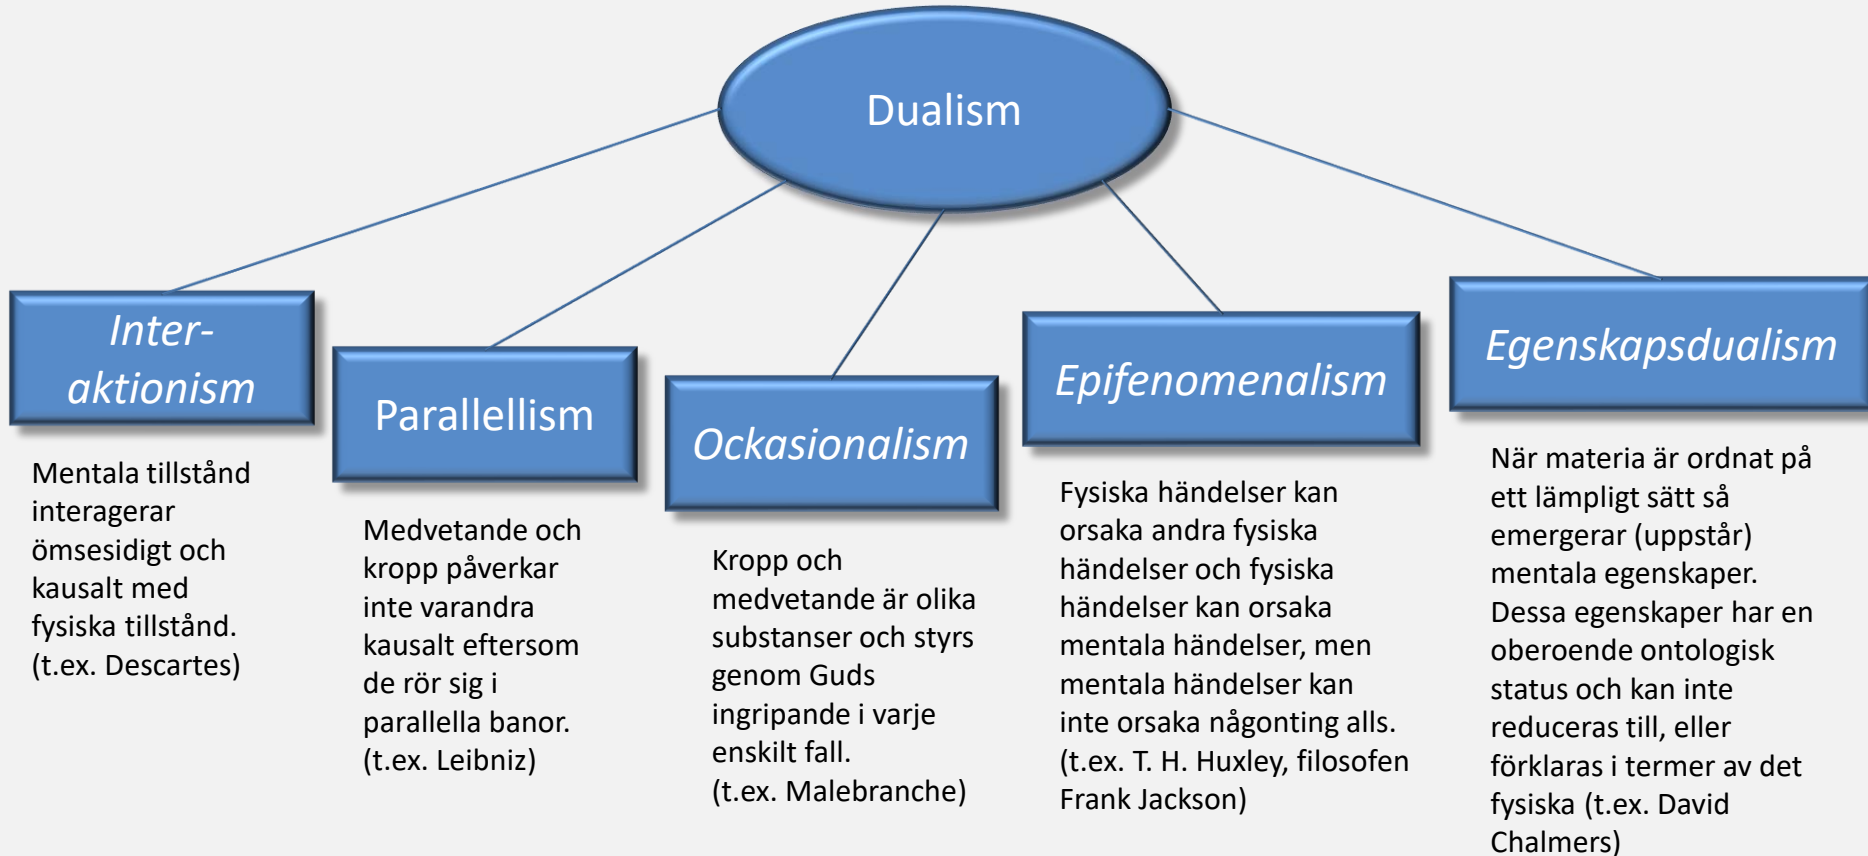 Dualism
Inter-
aktionism
Mentala tillstånd
interagerar
ömsesidigt och
kausalt med
fysiska tillstånd.
(t.ex. Descartes)
Parallellism
Medvetande och
kropp påverkar
inte varandra
kausalt eftersom
de rör sig i
parallella banor.
(t.ex. Leibniz)
Ockasionalism
Kropp och
medvetande är olika
substanser och styrs
genom Guds
ingripande i varje
enskilt fall.
(t.ex. Malebranche)
Epifenomenalism
Fysiska händelser kan
orsaka andra fysiska
händelser och fysiska
händelser kan orsaka
mentala händelser, men
mentala händelser kan
inte orsaka någonting alls.
(t.ex. T. H. Huxley, filosofen
Frank Jackson)
Egenskapsdualism
När materia är ordnat på
ett lämpligt sätt så
emergerar (uppstår)
mentala egenskaper.
Dessa egenskaper har en
oberoende ontologisk
status och kan inte
reduceras till, eller
förklaras i termer av det
fysiska (t.ex. David
Chalmers)